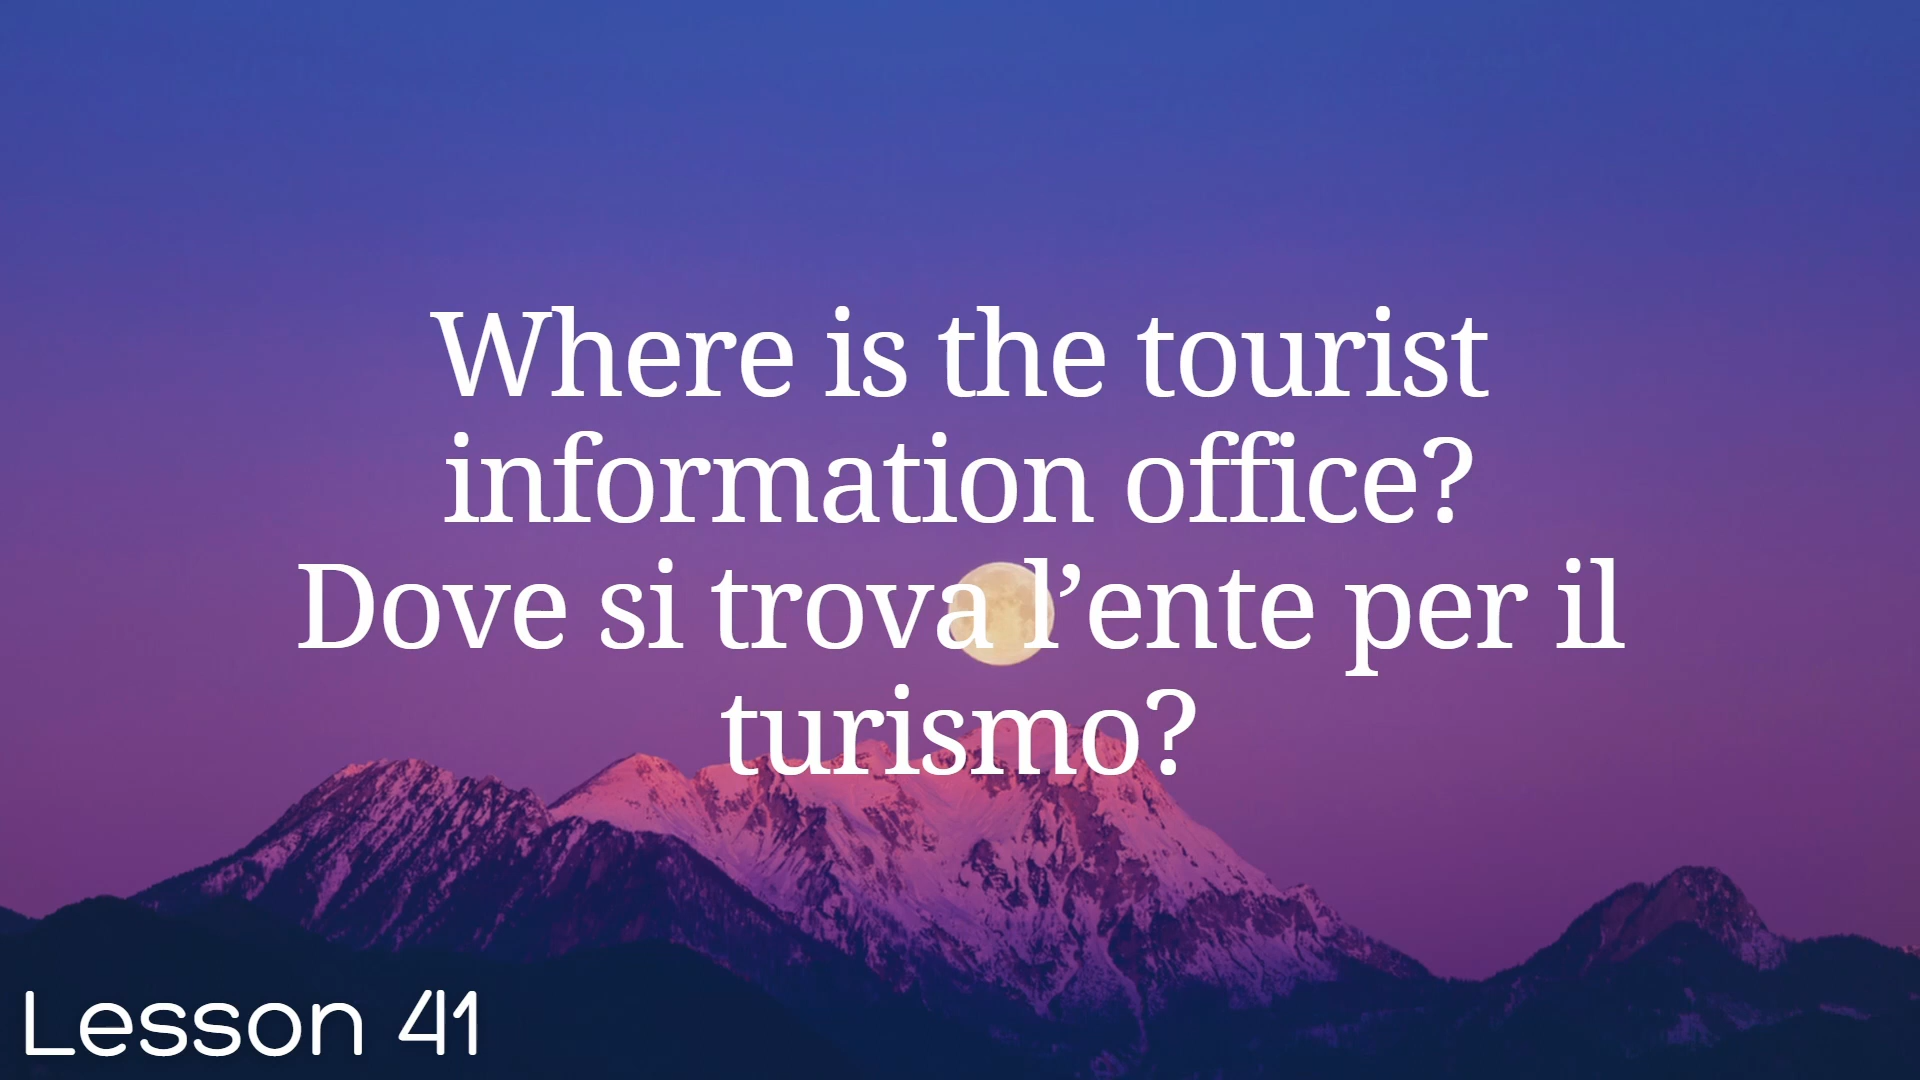 Where is the tourist
information office?
Dove si trova l’ente per il
turismo?
Lesson 41